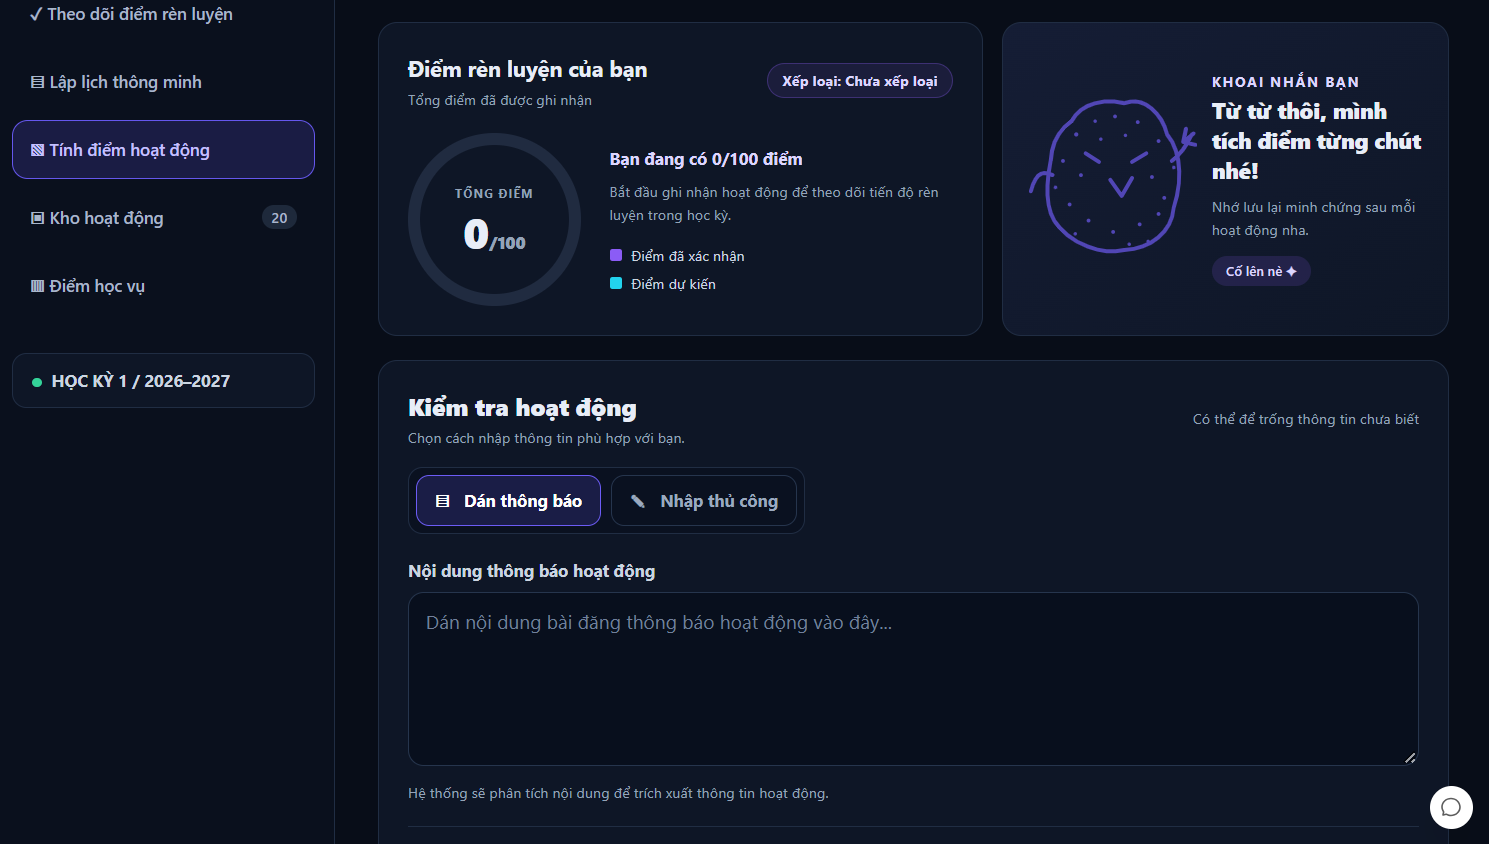 Theo dõi điểm rèn luyện
Lập lịch thông minh
Tính điểm hoạt động
Kho hoạt động 20
Điểm học vụ
HỌC KỲ 1 / 2026–2027
Điểm rèn luyện của bạn
Tổng điểm đã được ghi nhận
Xếp loại: Chưa xếp loại
TỔNG ĐIỂM
0/100
Bạn đang có 0/100 điểm
Bắt đầu ghi nhận hoạt động để theo dõi tiến độ rèn
luyện trong học kỳ.
Điểm đã xác nhận
Điểm dự kiến
KHOAI NHẮN BẠN
Từ từ thôi, mình
tích điểm từng chút
nhé!
Nhớ lưu lại minh chứng sau mỗi
hoạt động nha.
Cố lên nè ✦
Kiểm tra hoạt động
Chọn cách nhập thông tin phù hợp với bạn.
Có thể để trống thông tin chưa biết
Dán thông báo
Nhập thủ công
Nội dung thông báo hoạt động
Dán nội dung bài đăng thông báo hoạt động vào đây...
Hệ thống sẽ phân tích nội dung để trích xuất thông tin hoạt động.